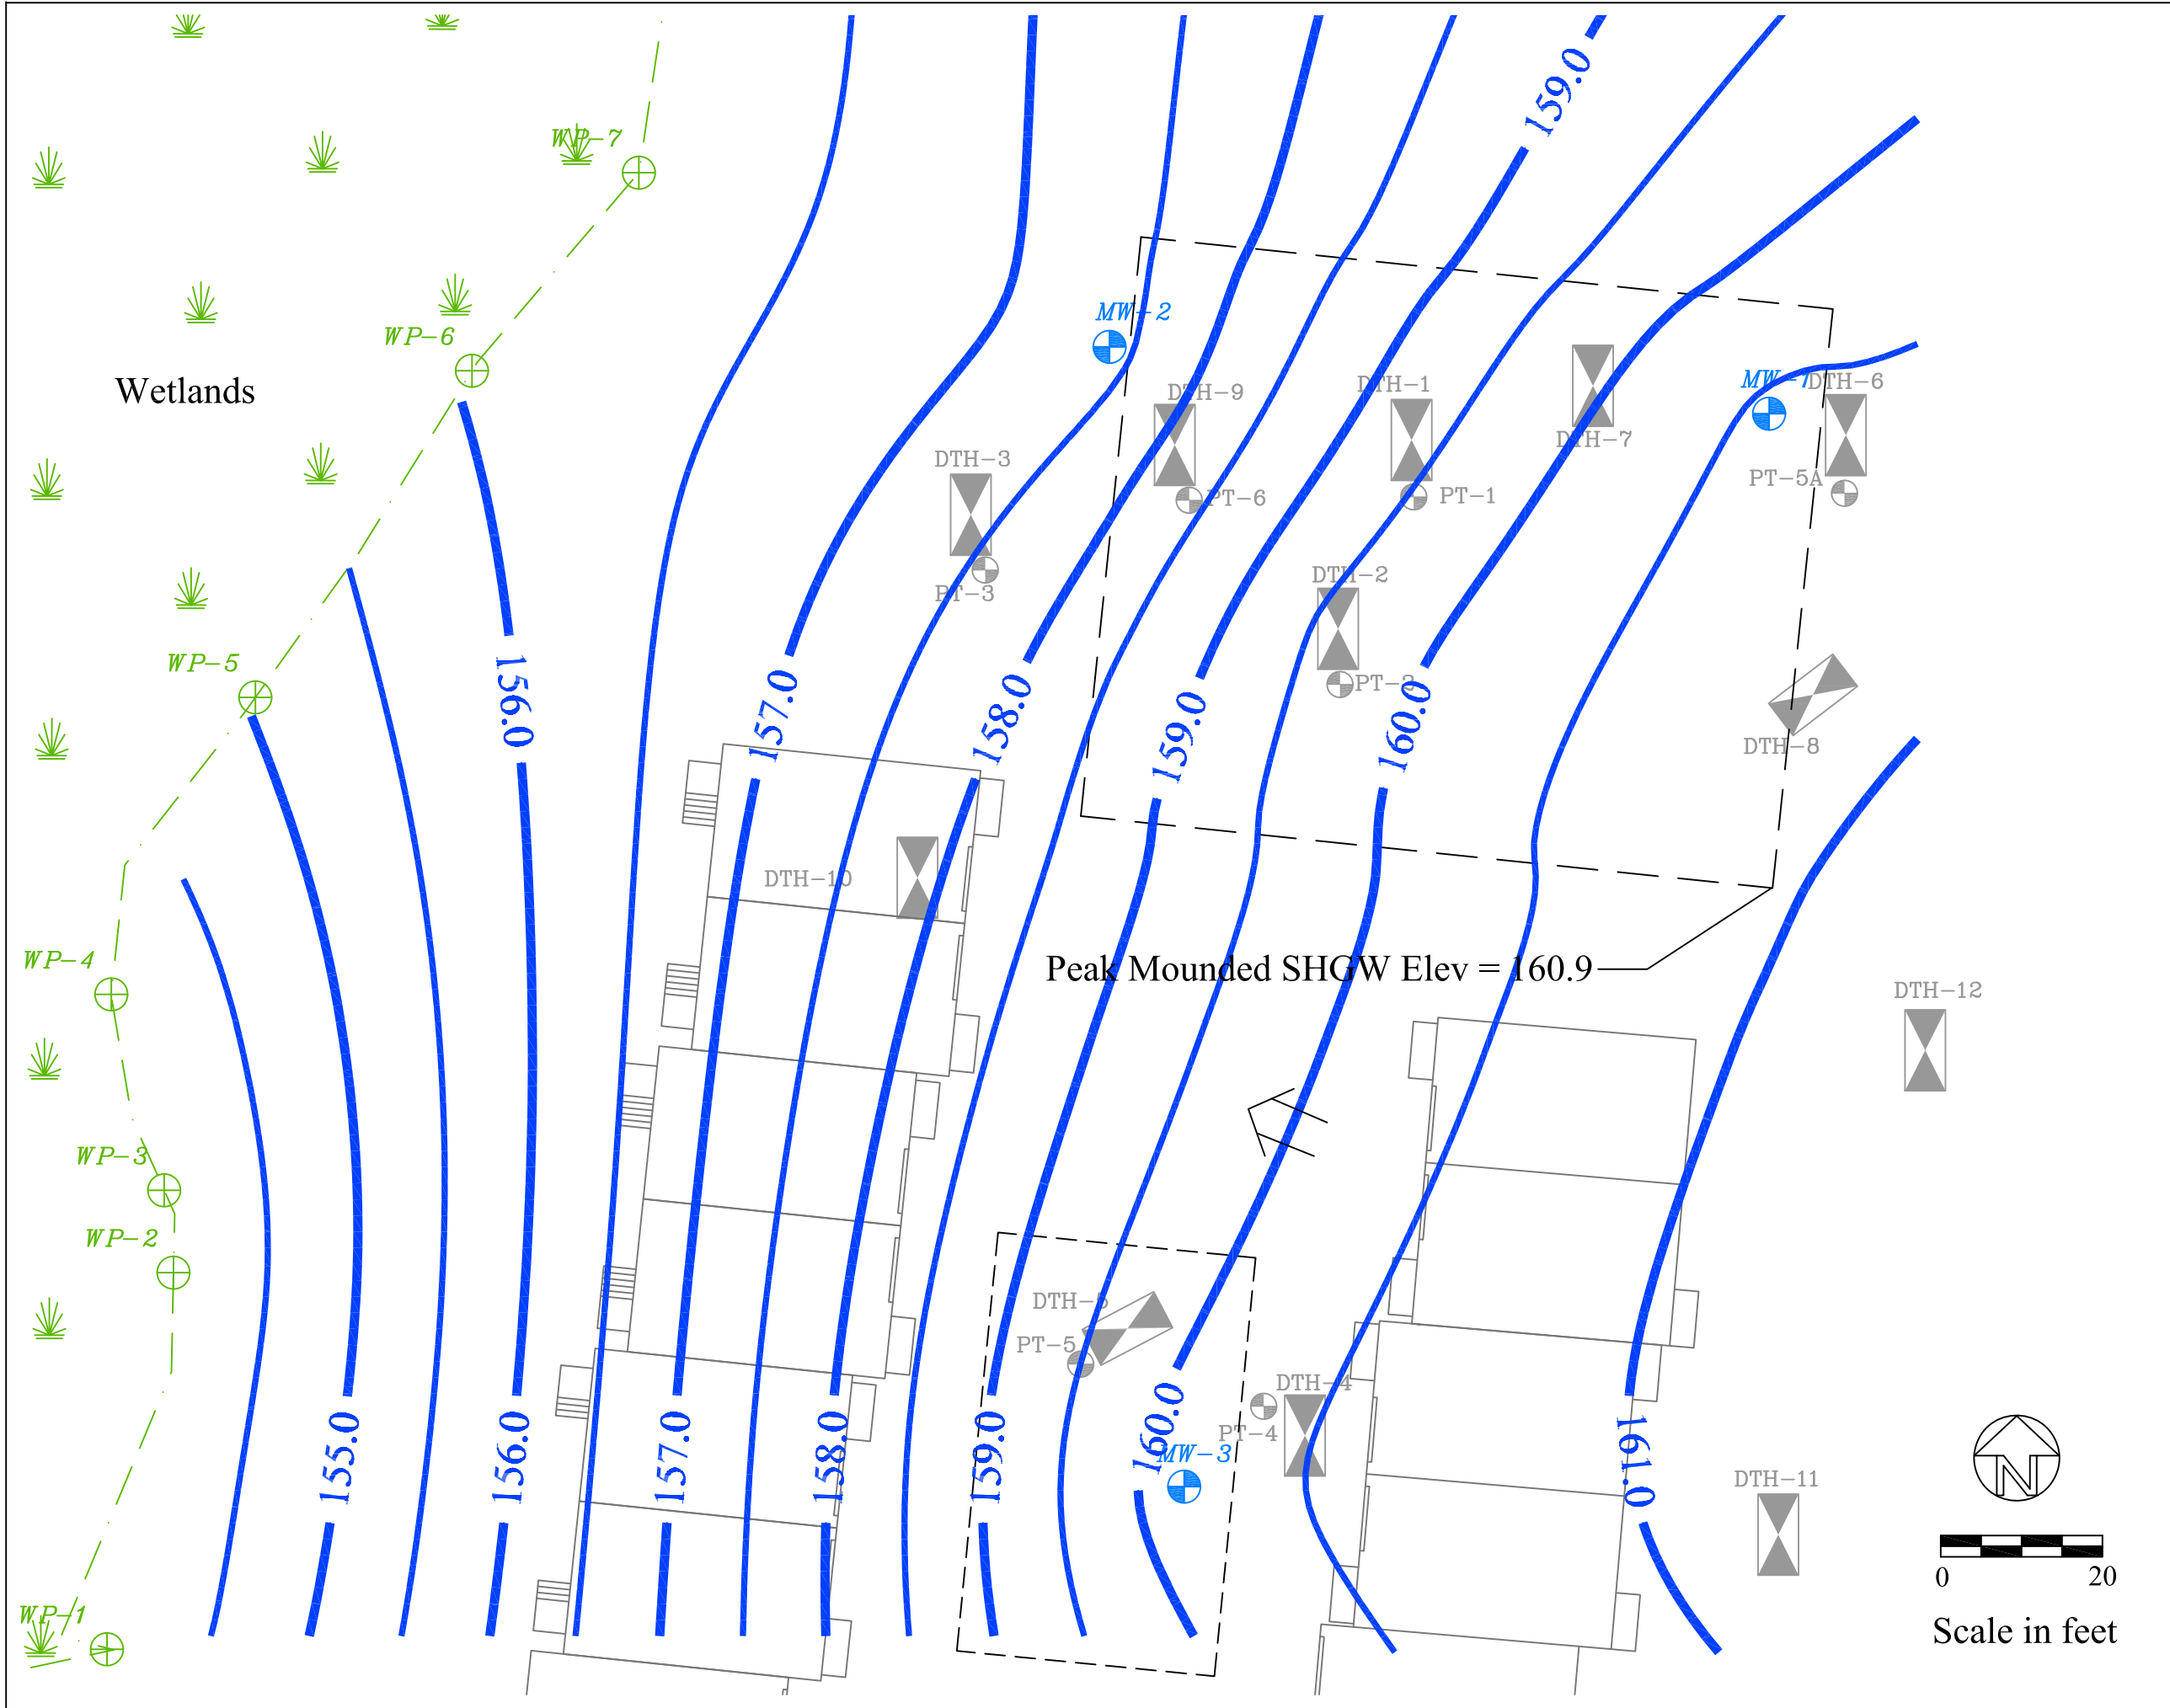 159.0
WP-7
MW-2
WP-6
Wetlands
MW-1
DTH-6
DTH-9
DTH-1
DTH-7
DTH-3
PT-5A
PT-6
PT-1
DTH-2
PT-3
WP-5
156.0
157.0
158.0
159.0
160.0
DTH-8
DTH-10
WP-4
Peak Mounded SHGW Elev = 160.9
DTH-12
WP-3
WP-2
DTH-5
PT-5
DTH-4
PT-4
155.0
156.0
157.0
158.0
159.0
160.0
MW-3
161.0
DTH-11
N
0 20
WP-1
Scale in feet